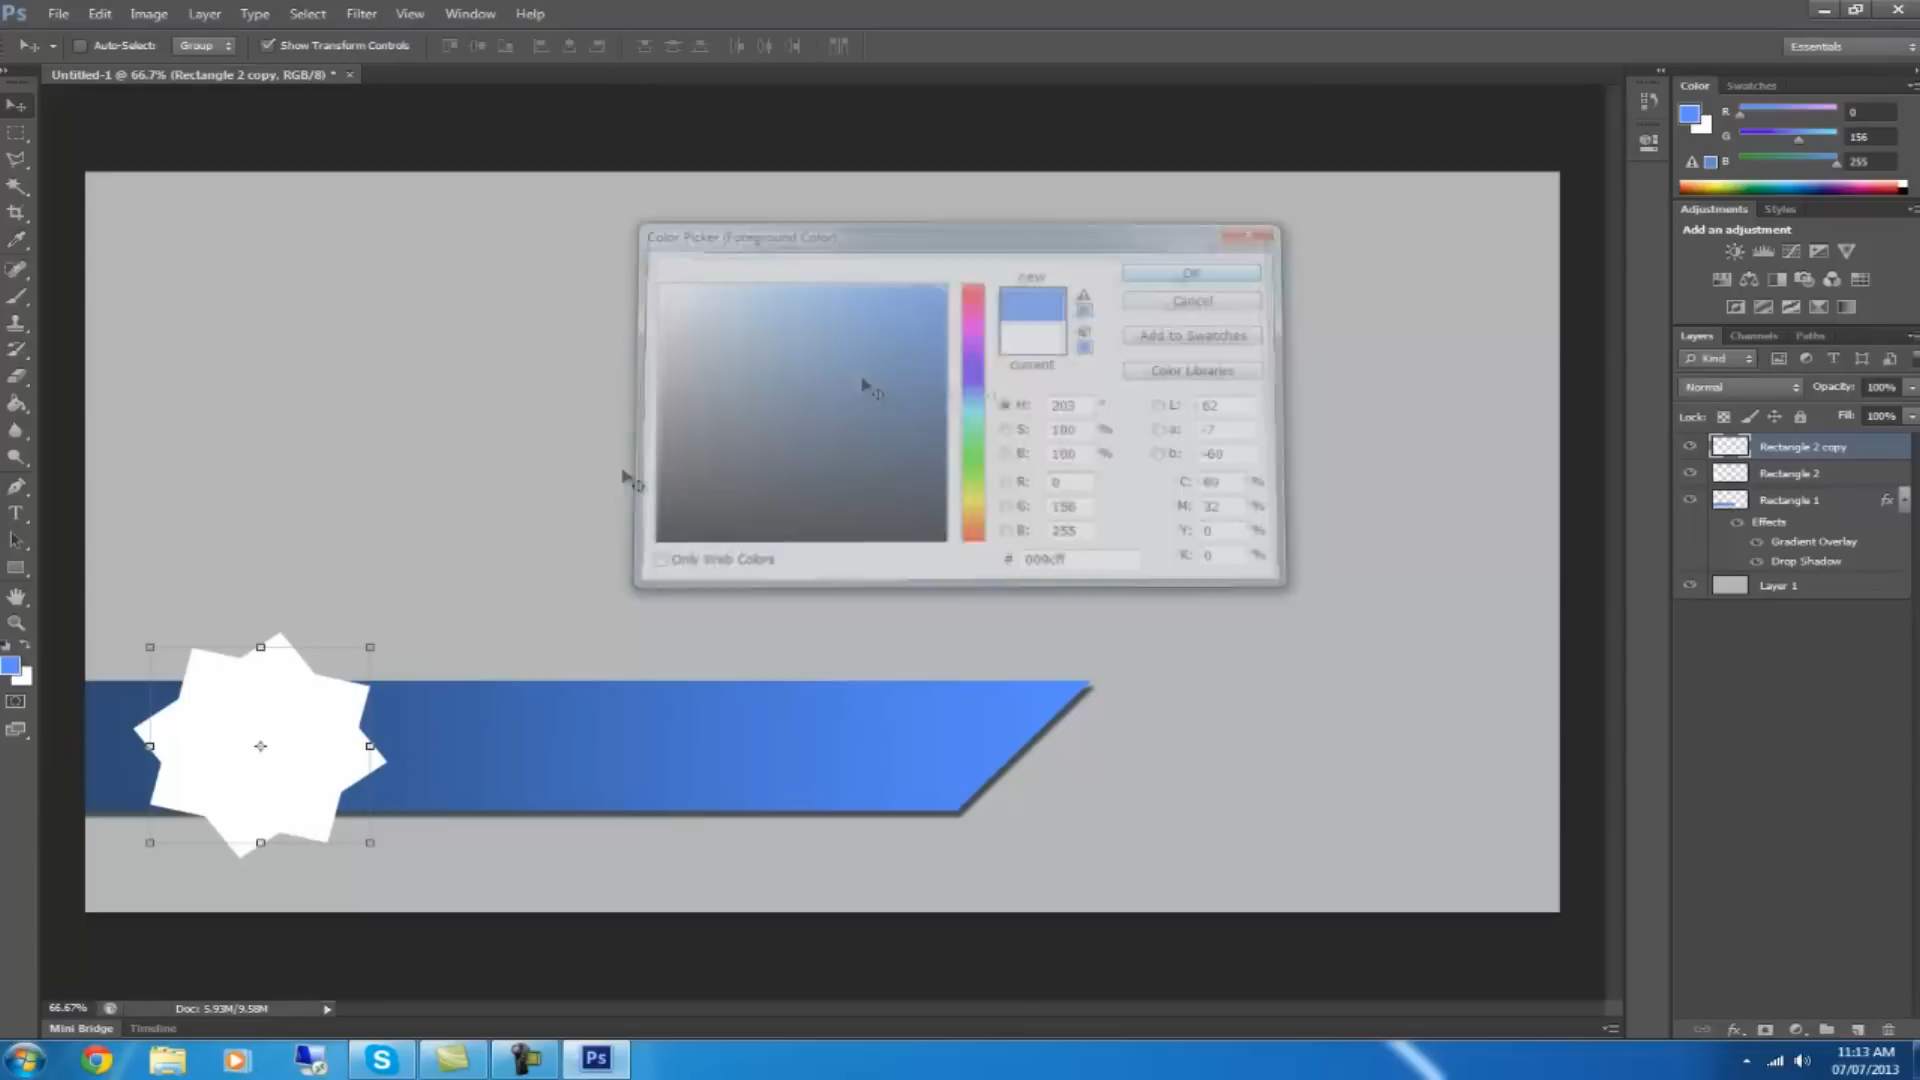 Ps File Edit Image Layer Type Select Filter View Window Help
Auto-Select: Group Show Transform Controls Essentials
Untitled-1 @ 66.7% (Rectangle 2 copy, RGB/8) * ×
Color Swatches
R 0
G 156
B 255
Adjustments Styles
Add an adjustment
Layers Channels Paths
Kind
Normal Opacity: 100%
Lock: Fill: 100%
Rectangle 2 copy
Rectangle 2
Rectangle 1 fx
Effects
Gradient Overlay
Drop Shadow
Layer 1
Color Picker (Foreground Color)
new
current
OK
Cancel
Add to Swatches
Color Libraries
H: 203 ° L: 62
S: 100 % a: -7
B: 100 % b: -60
R: 0 C: 69 %
G: 156 M: 32 %
B: 255 Y: 0 %
# 009cff K: 0 %
Only Web Colors
66.67% Doc: 5.93M/9.58M
Mini Bridge Timeline
fx
Ps
11:13 AM
07/07/2013